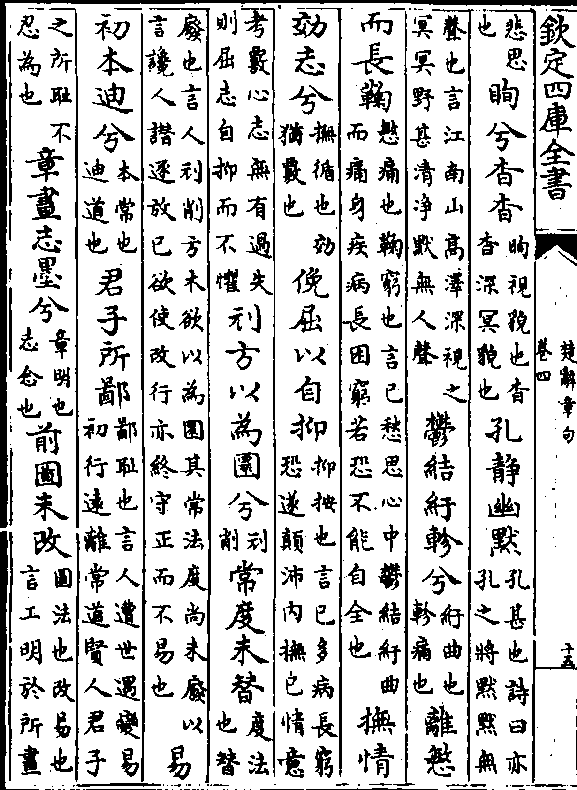 欽定四庫全書
楚辭章句
卷四
十五
悲思也眴兮杳杳眴視貌也杳杳深冥貌也孔靜幽默孔甚也詩曰亦孔之將默默無
聲也言江南山高澤深視之冥冥野甚清淨默無人聲鬱結紆軫兮紆曲也軫痛也離愍
而長鞠愍痛也鞠窮也言已愁思心中鬱結紆曲而痛身疾病長困窮若恐不能自全也撫情
効志兮撫循也効猶覈也俛屈以自抑抑按也言已多病長窮恐遂顛沛內撫已情意
考覈心志無有過失則屈志自抑而不懼刓方以為圜兮刓削常度未替度法也替
廢也言人刓削方木欲以為圜其常法度尚未廢以言讒人譖逐放已欲使改行亦終守正而不易也易
初本迪兮本常也迪道也君子所鄙鄙耻也言人遭世遇變易初行遠離常道賢人君子
之所耻不忍為也章畫志墨兮章明也志念也前圖未改圖法也改易也言工明於所畫